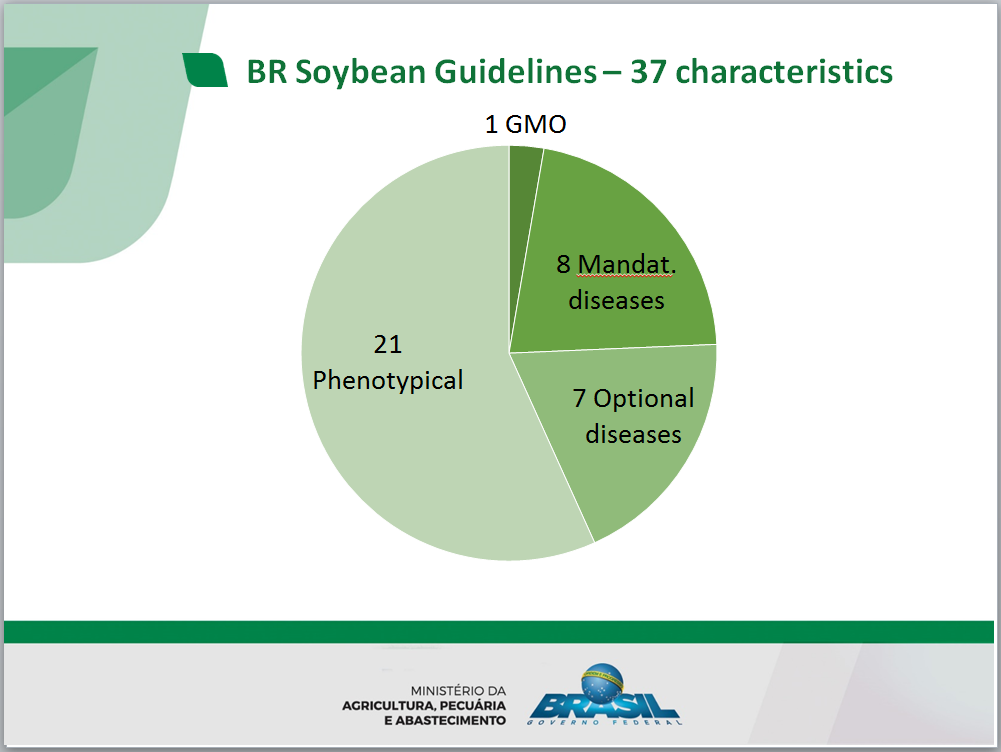 BR Soybean Guidelines – 37 characteristics
1 GMO
8 Mandat.
diseases
21
Phenotypical
7 Optional
diseases
MINISTÉRIO DA
AGRICULTURA, PECUÁRIA
E ABASTECIMENTO
BRASIL
GOVERNO FEDERAL